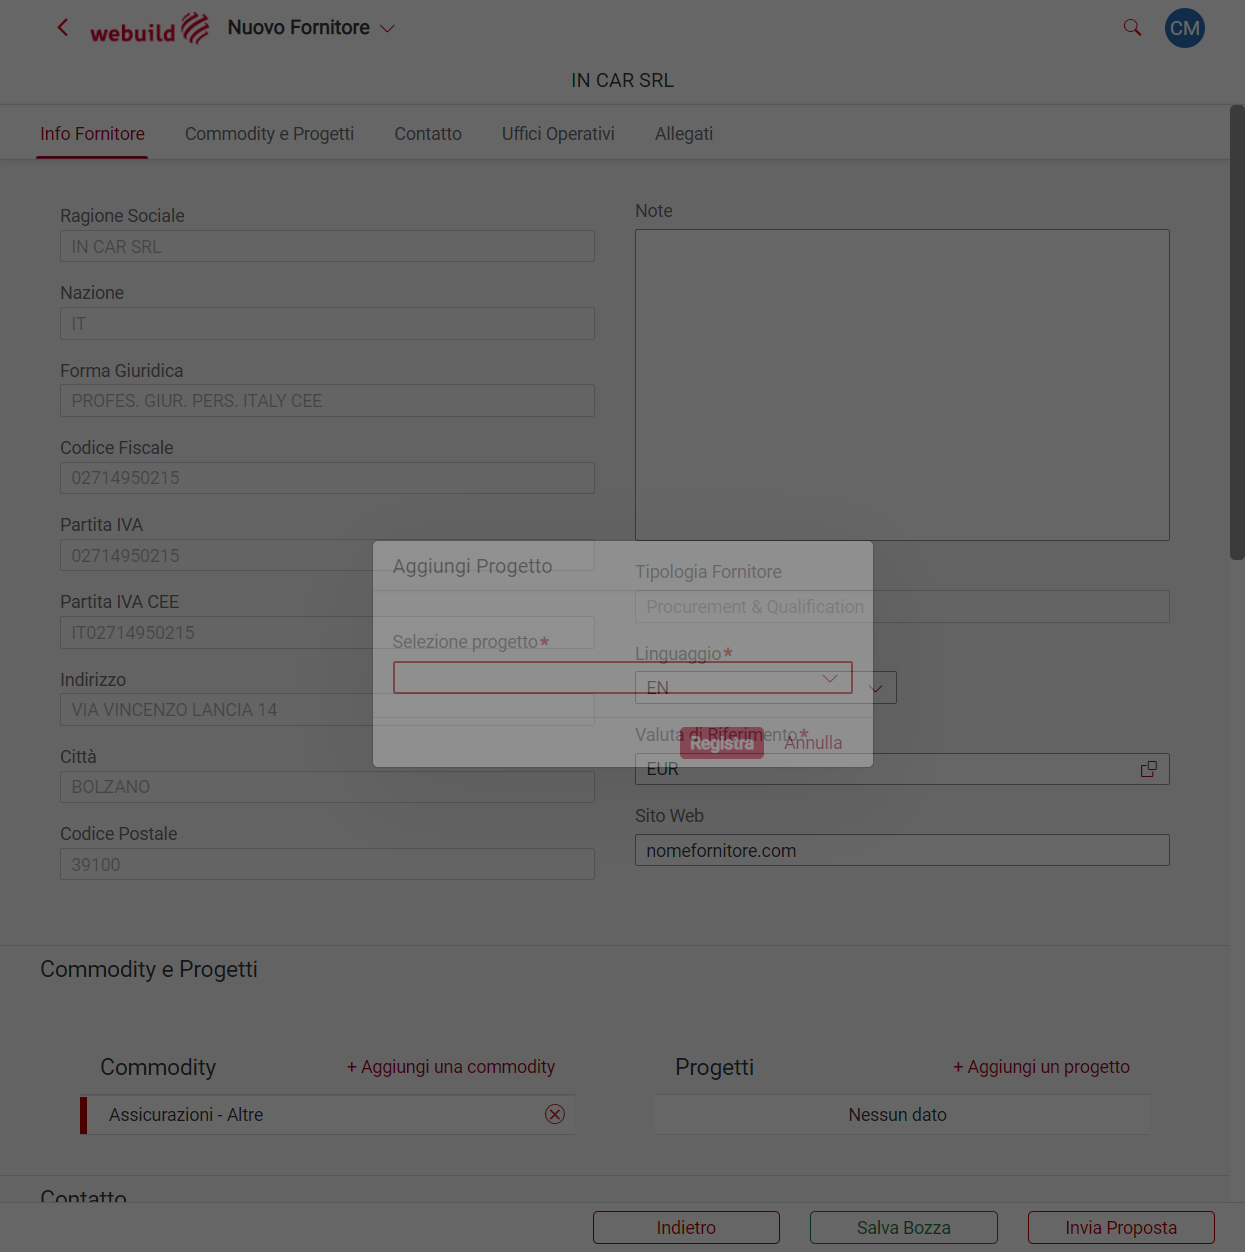 webuild Nuovo Fornitore
CM
IN CAR SRL
Info Fornitore Commodity e Progetti Contatto Uffici Operativi Allegati
Ragione Sociale
IN CAR SRL
Nazione
IT
Forma Giuridica
PROFES. GIUR. PERS. ITALY CEE
Codice Fiscale
02714950215
Partita IVA
02714950215
Partita IVA CEE
IT02714950215
Indirizzo
VIA VINCENZO LANCIA 14
Città
BOLZANO
Codice Postale
39100
Note
Tipologia Fornitore
Procurement & Qualification
Linguaggio*
EN
Valuta di Riferimento*
EUR
Sito Web
nomefornitore.com
Aggiungi Progetto
Selezione progetto*
Registra Annulla
Commodity e Progetti
Commodity + Aggiungi una commodity
Assicurazioni - Altre
Progetti + Aggiungi un progetto
Nessun dato
Contatto
Indietro Salva Bozza Invia Proposta